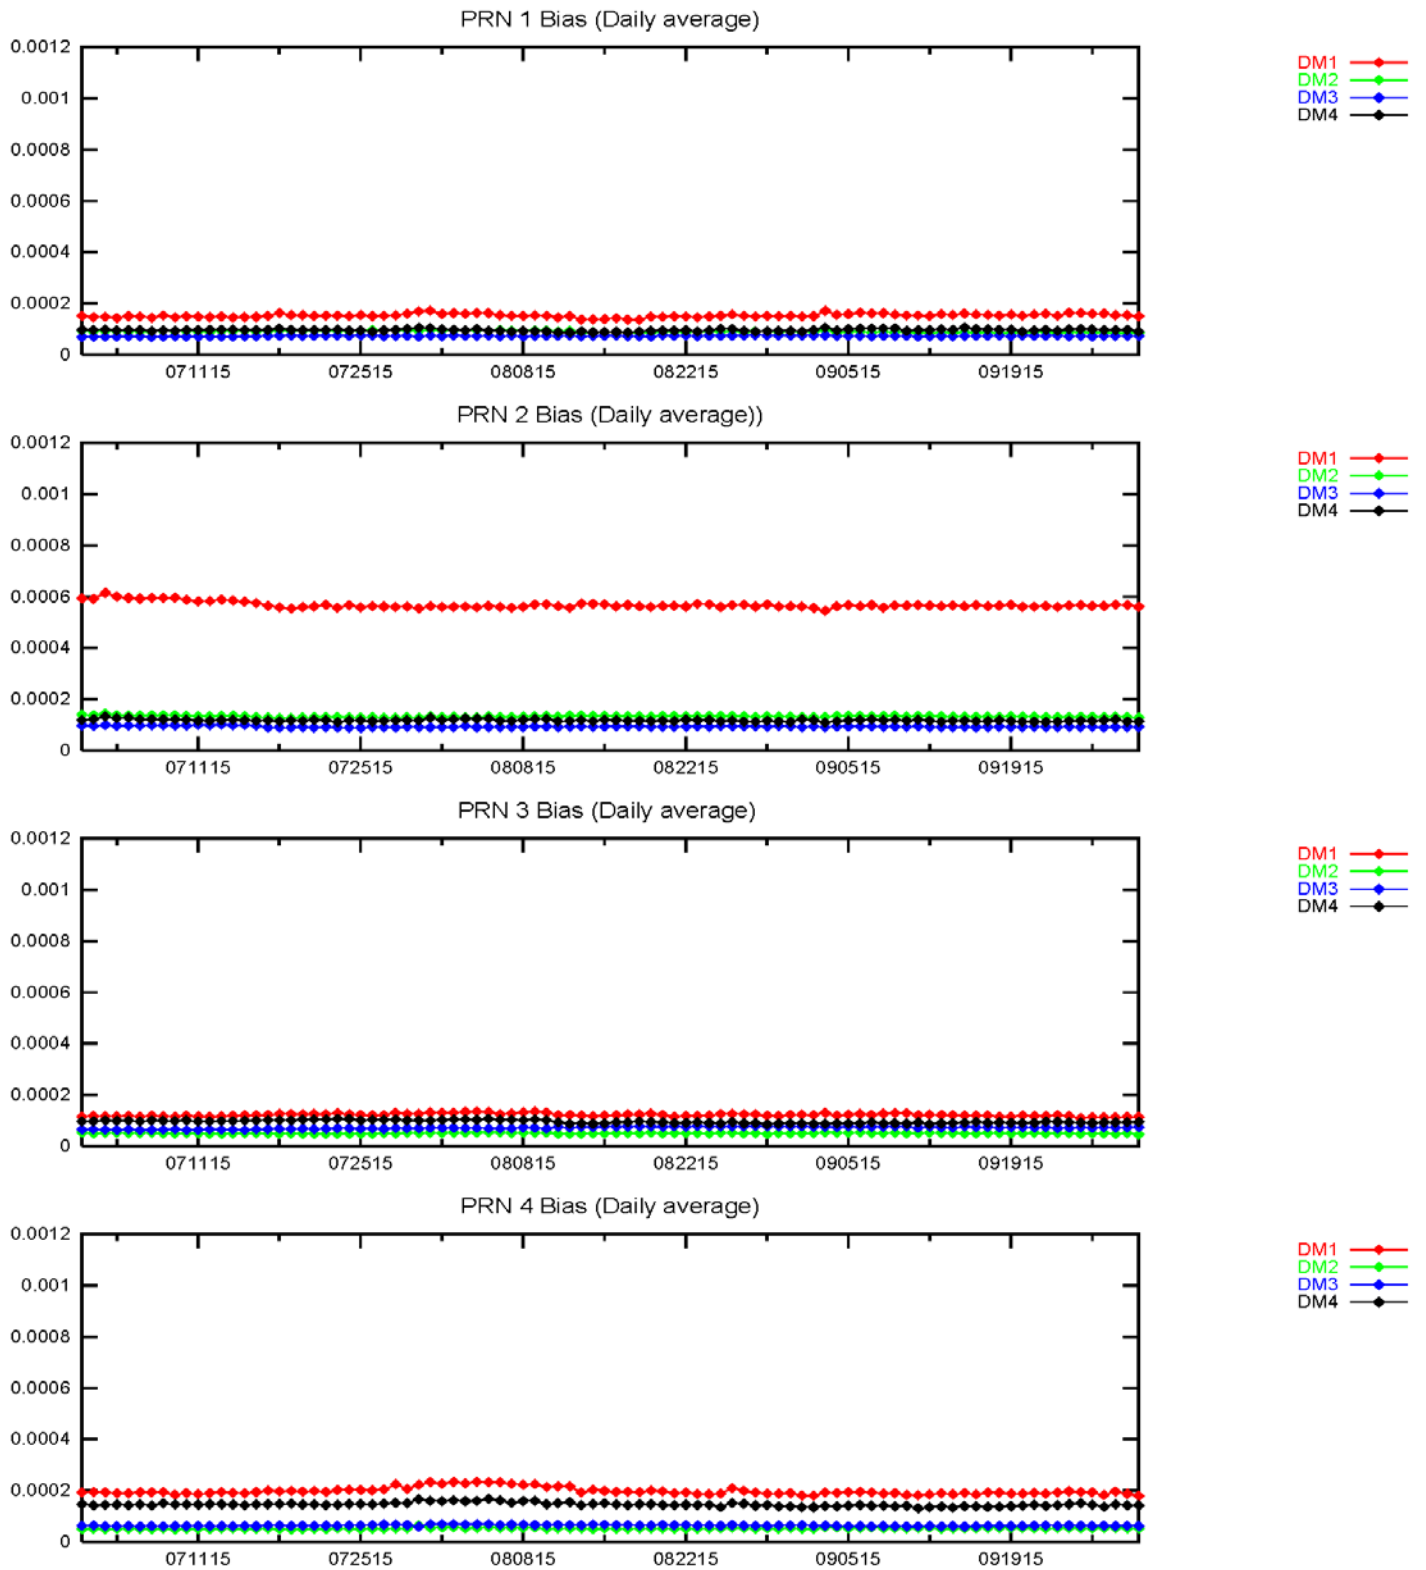 PRN 1 Bias (Daily average)
0.0012
0.001
0.0008
0.0006
0.0004
0.0002
0
071115 072515 080815 082215 090515 091915
DM1
DM2
DM3
DM4
PRN 2 Bias (Daily average))
0.0012
0.001
0.0008
0.0006
0.0004
0.0002
0
071115 072515 080815 082215 090515 091915
DM1
DM2
DM3
DM4
PRN 3 Bias (Daily average)
0.0012
0.001
0.0008
0.0006
0.0004
0.0002
0
071115 072515 080815 082215 090515 091915
DM1
DM2
DM3
DM4
PRN 4 Bias (Daily average)
0.0012
0.001
0.0008
0.0006
0.0004
0.0002
0
071115 072515 080815 082215 090515 091915
DM1
DM2
DM3
DM4